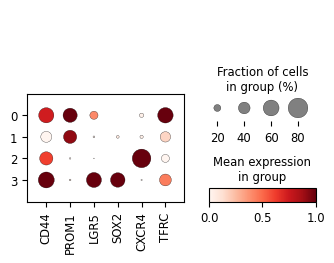 Fraction of cells
in group (%)
20 40 60 80
Mean expression
in group
0.0 0.5 1.0
0
1
2
3
CD44 PROM1 LGR5 SOX2 CXCR4 TFRC